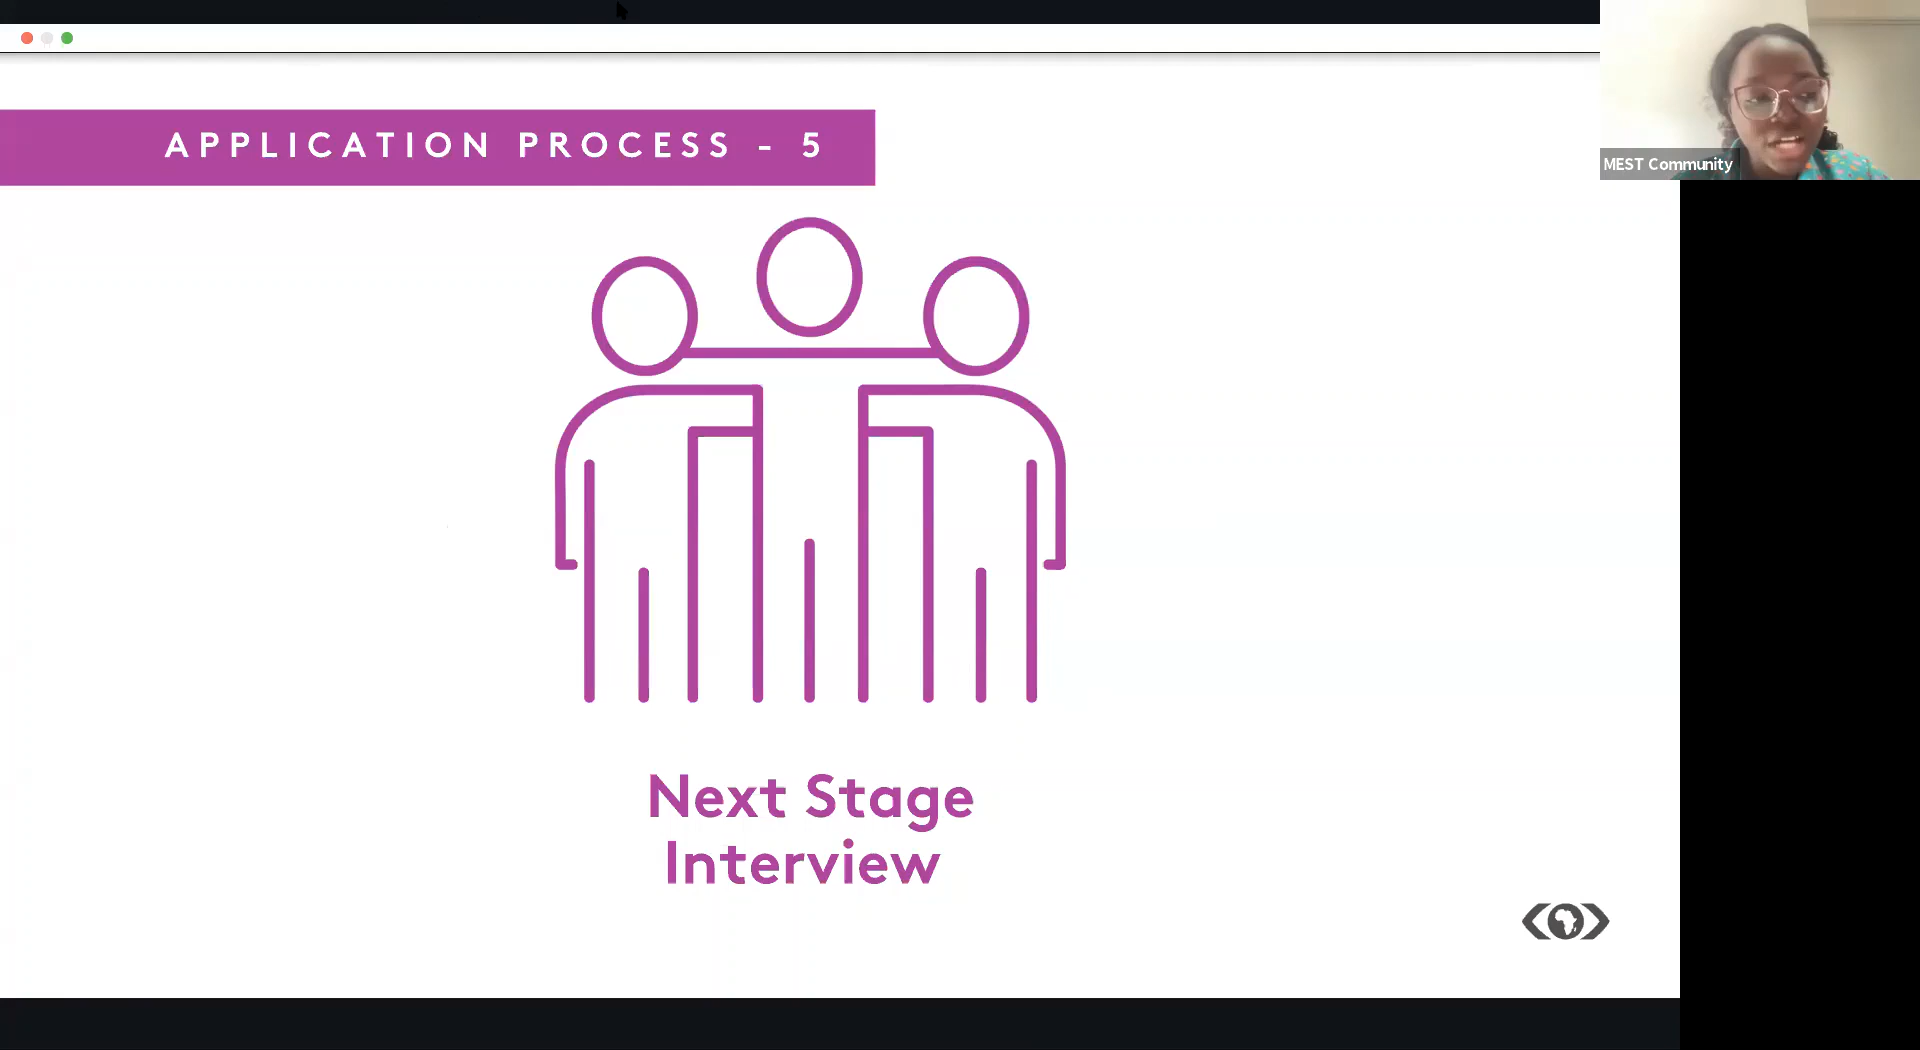 APPLICATION PROCESS - 5
MEST Community
Next Stage
Interview